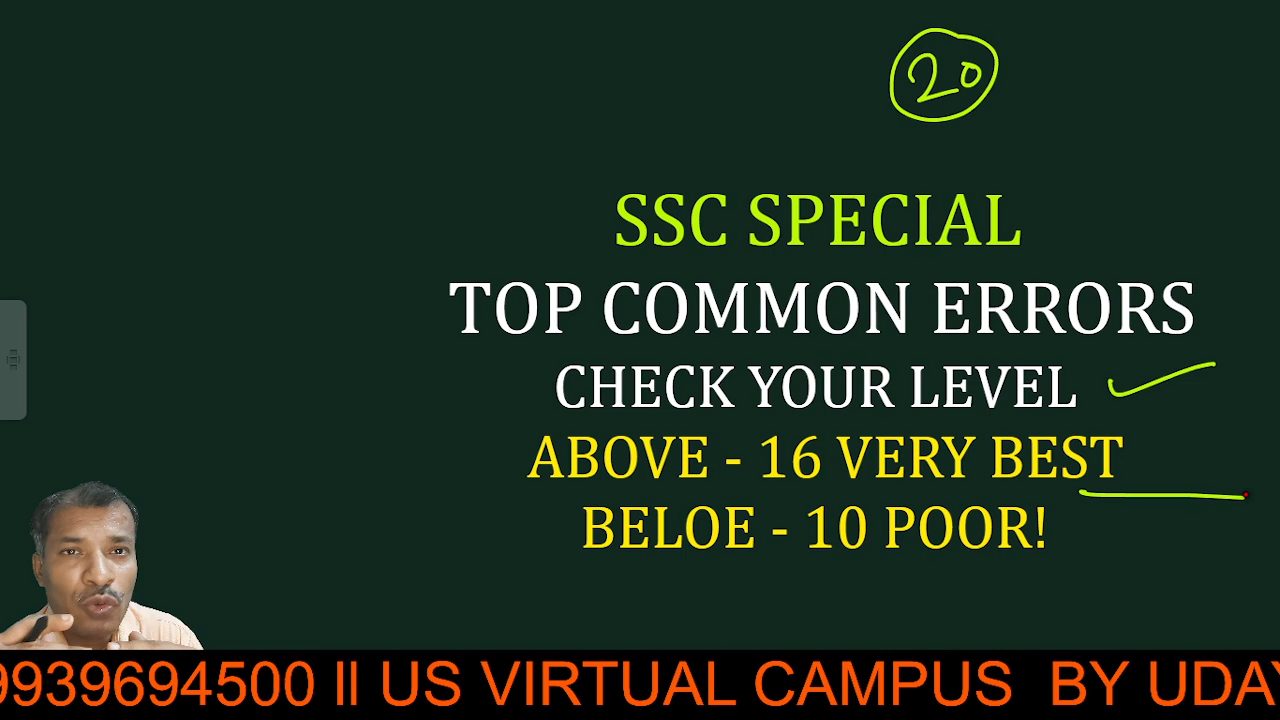 20
SSC SPECIAL
TOP COMMON ERRORS
CHECK YOUR LEVEL
ABOVE - 16 VERY BEST
BELOE - 10 POOR!
9939694500 ll US VIRTUAL CAMPUS BY UDAY